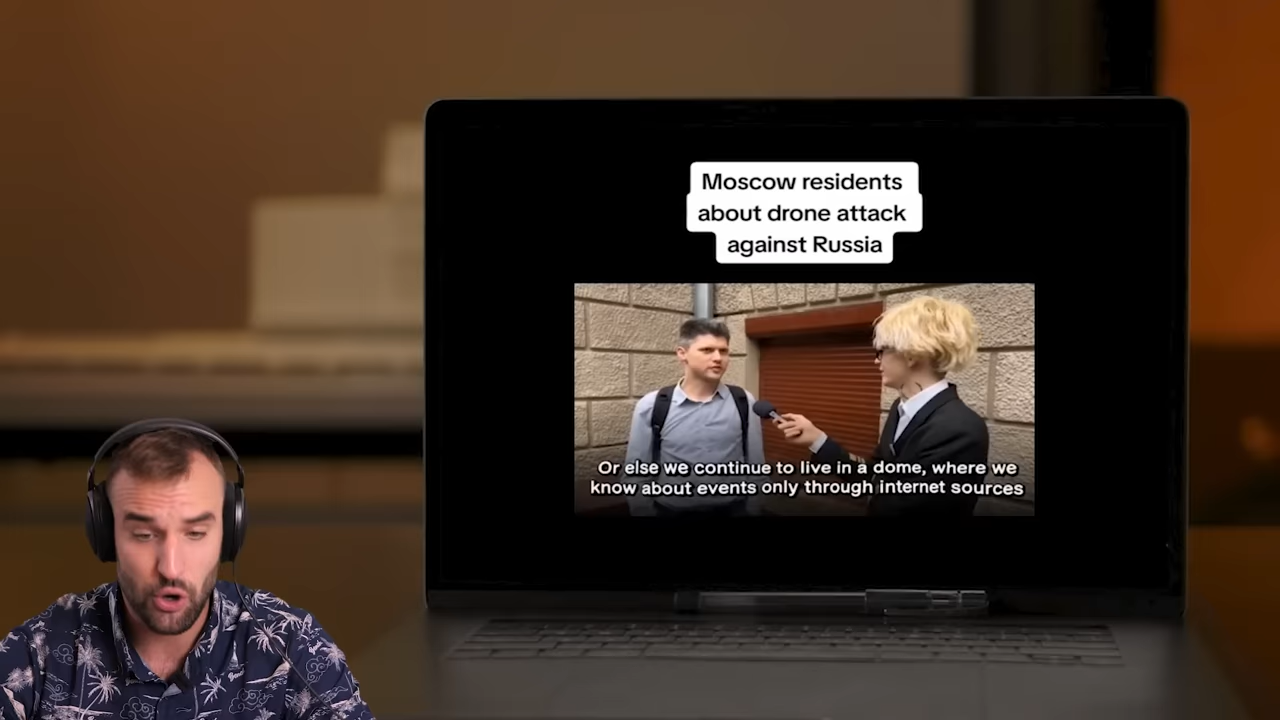 Moscow residents
about drone attack
against Russia
Or else we continue to live in a dome, where we
know about events only through internet sources